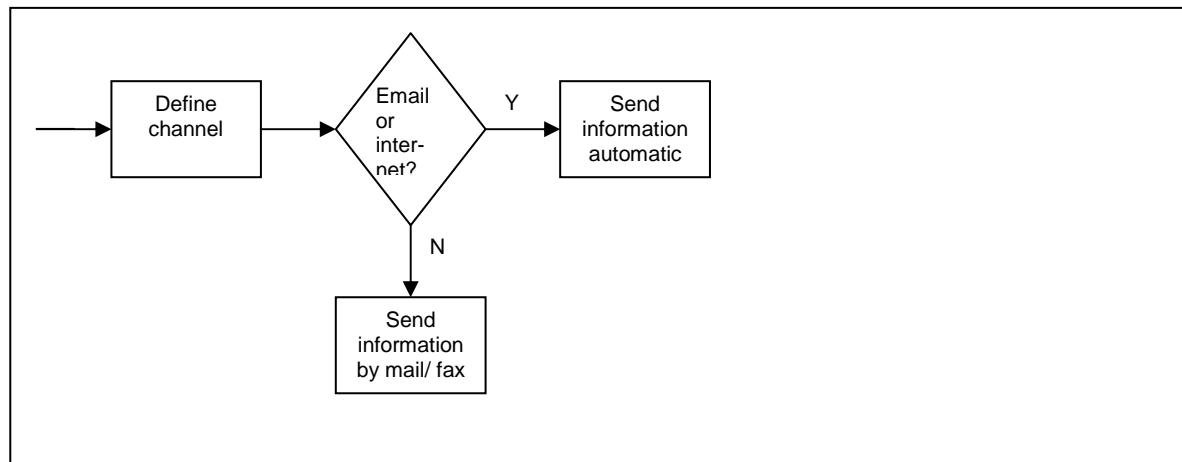 Define
channel
Email
or
inter-
net?
Y
Send
information
automatic
N
Send
information
by mail/ fax